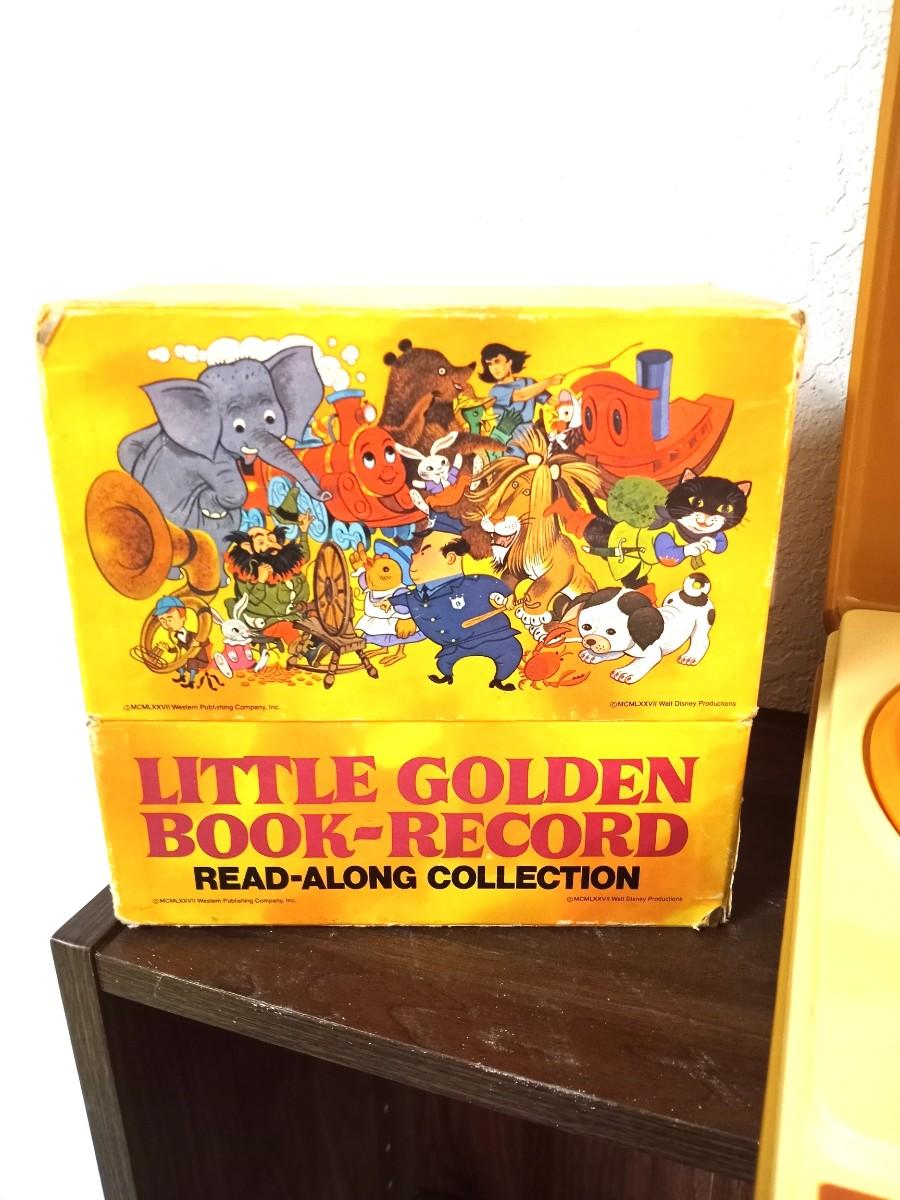 ©MCMLXXVII Western Publishing Company, Inc.
©MCMLXXVII Walt Disney Productions
LITTLE GOLDEN
BOOK-RECORD
READ-ALONG COLLECTION
©MCMLXXVII Western Publishing Company, Inc.
©MCMLXXVII Walt Disney Productions